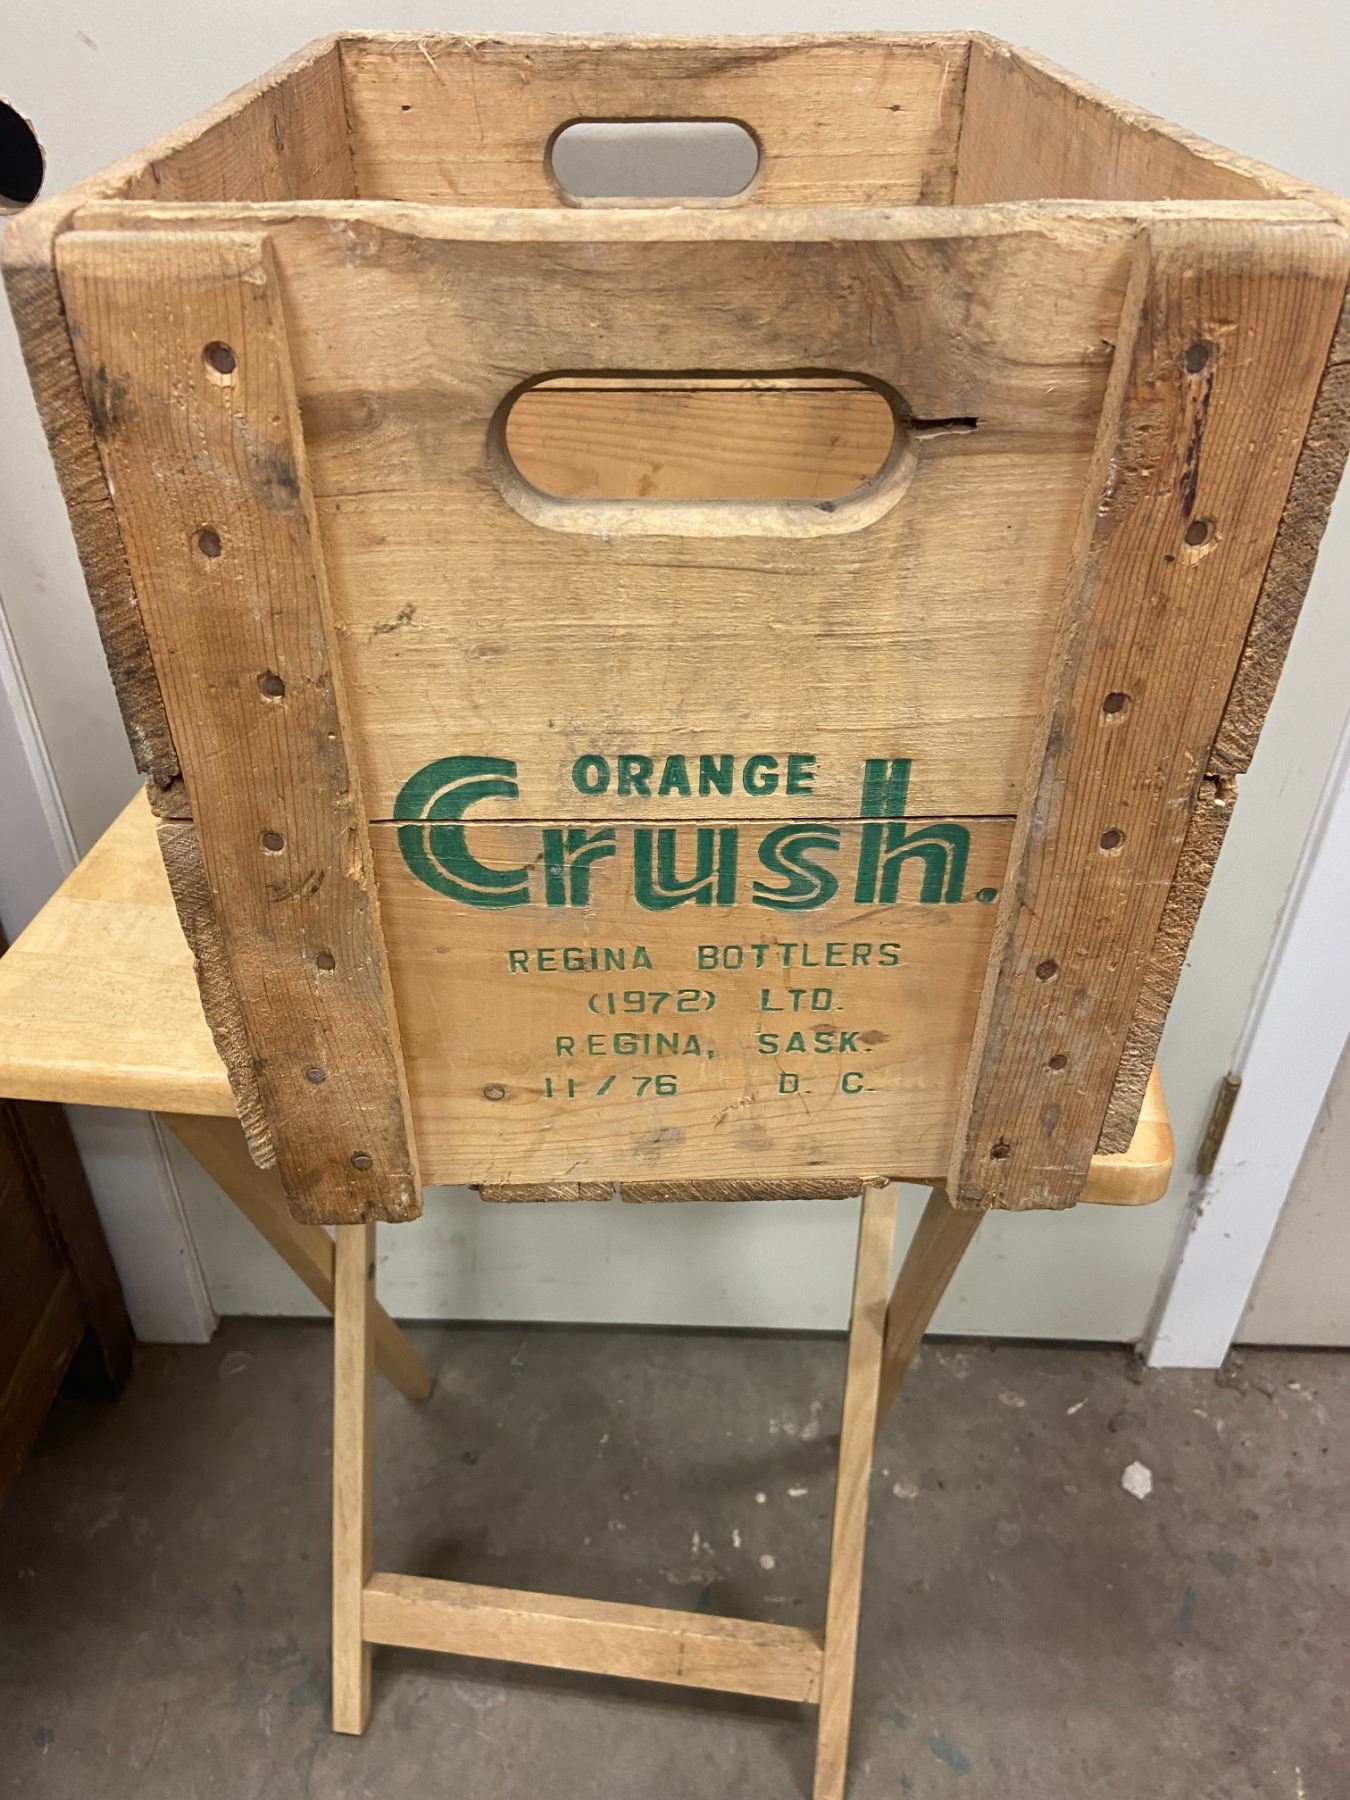 ORANGE
Crush.
REGINA BOTTLERS
(1972) LTD.
REGINA, SASK.
11/76 D. C.